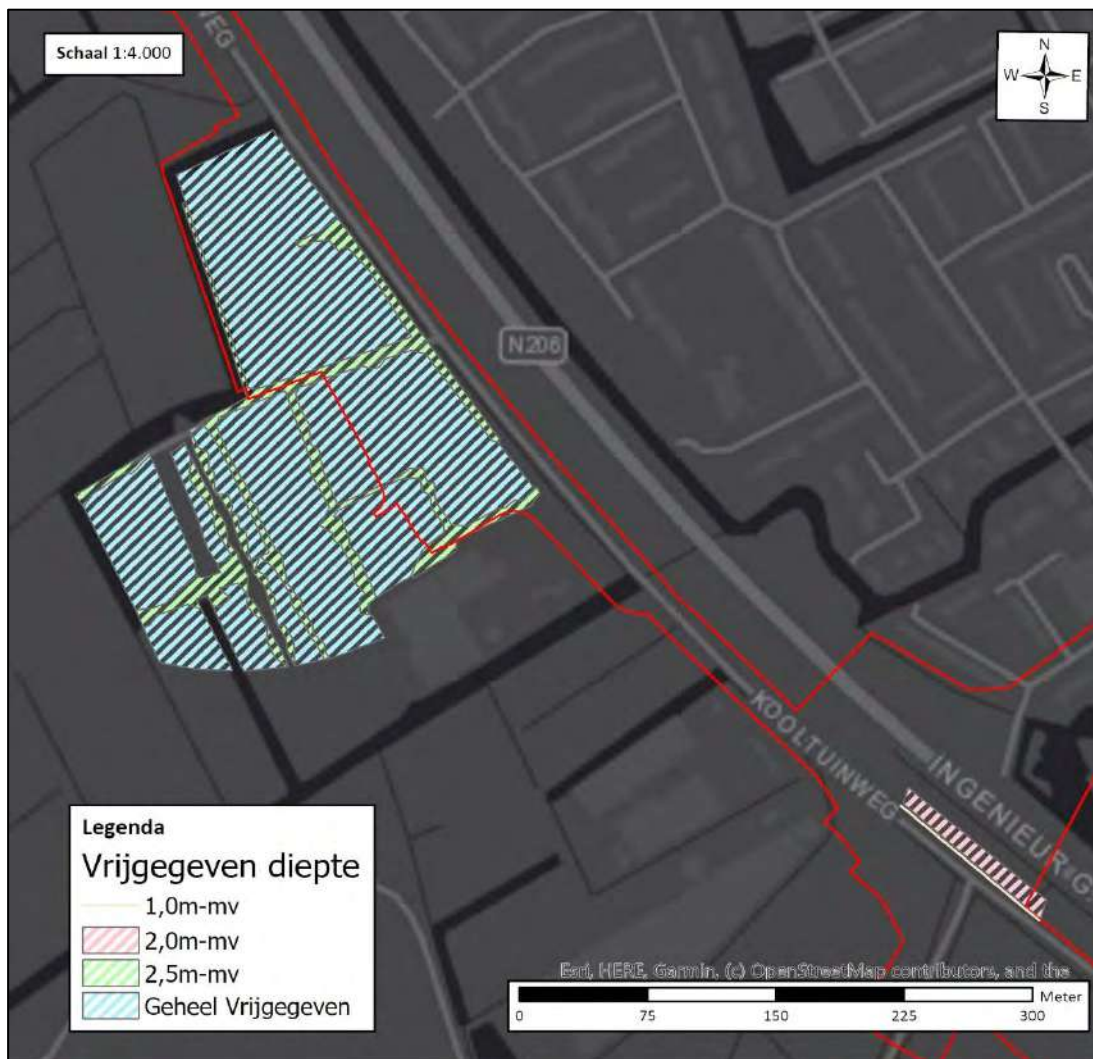 Schaal 1:4.000
WEG
N
W E
S
N206
KOOLTUINWEG
INGENIEUR G.
Legenda
Vrijgegeven diepte
1,0m-mv
2,0m-mv
2,5m-mv
Geheel Vrijgegeven
Esri, HERE, Garmin, (c) OpenStreetMap contributors, and the
Meter
0 75 150 225 300